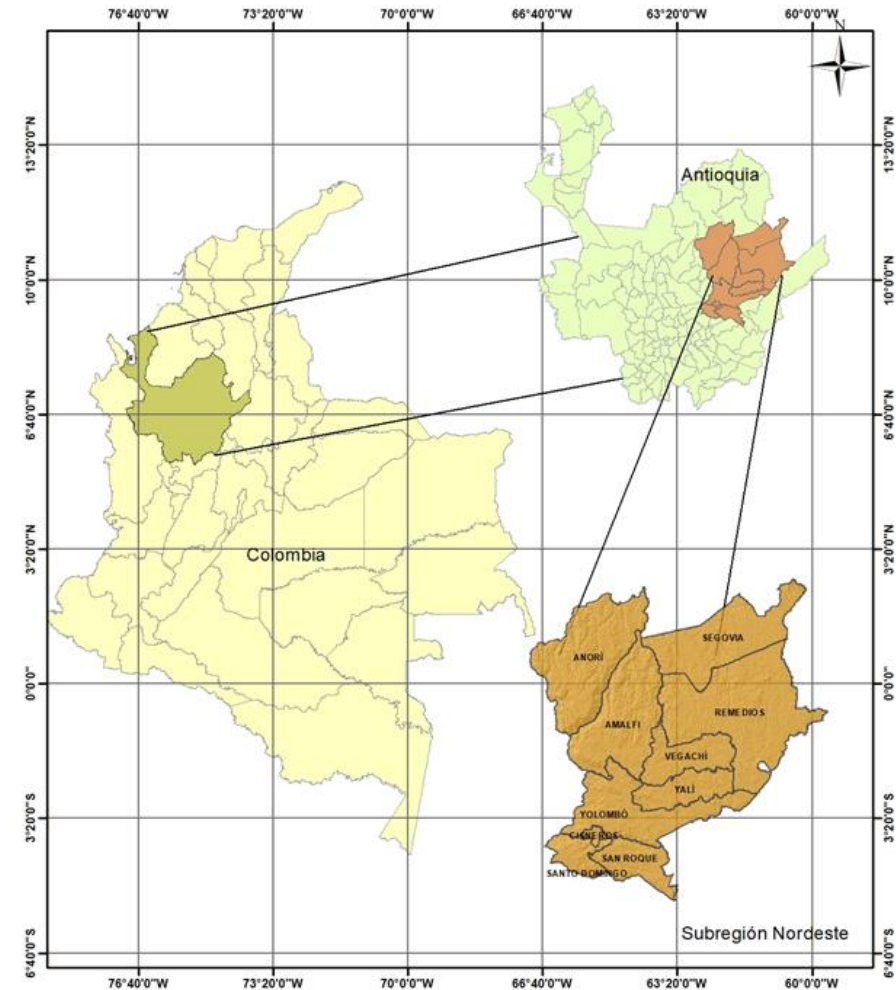 76°40'0"W 73°20'0"W 70°0'0"W 66°40'0"W 63°20'0"W 60°0'0"W
N
13°20'0"N 13°20'0"N
Antioquia
10°0'0"N 10°0'0"N
6°40'0"N 6°40'0"N
3°20'0"N 3°20'0"N
Colombia
SEGOVIA
ANORÍ
0°0'0" 0°0'0"
REMEDIOS
AMALFI
VEGACHÍ
YALÍ
3°20'0"S 3°20'0"S
YOLOMBÓ
CISNEROS
SAN ROQUE
SANTO DOMINGO
Subregión Nordeste
6°40'0"S 6°40'0"S
76°40'0"W 73°20'0"W 70°0'0"W 66°40'0"W 63°20'0"W 60°0'0"W